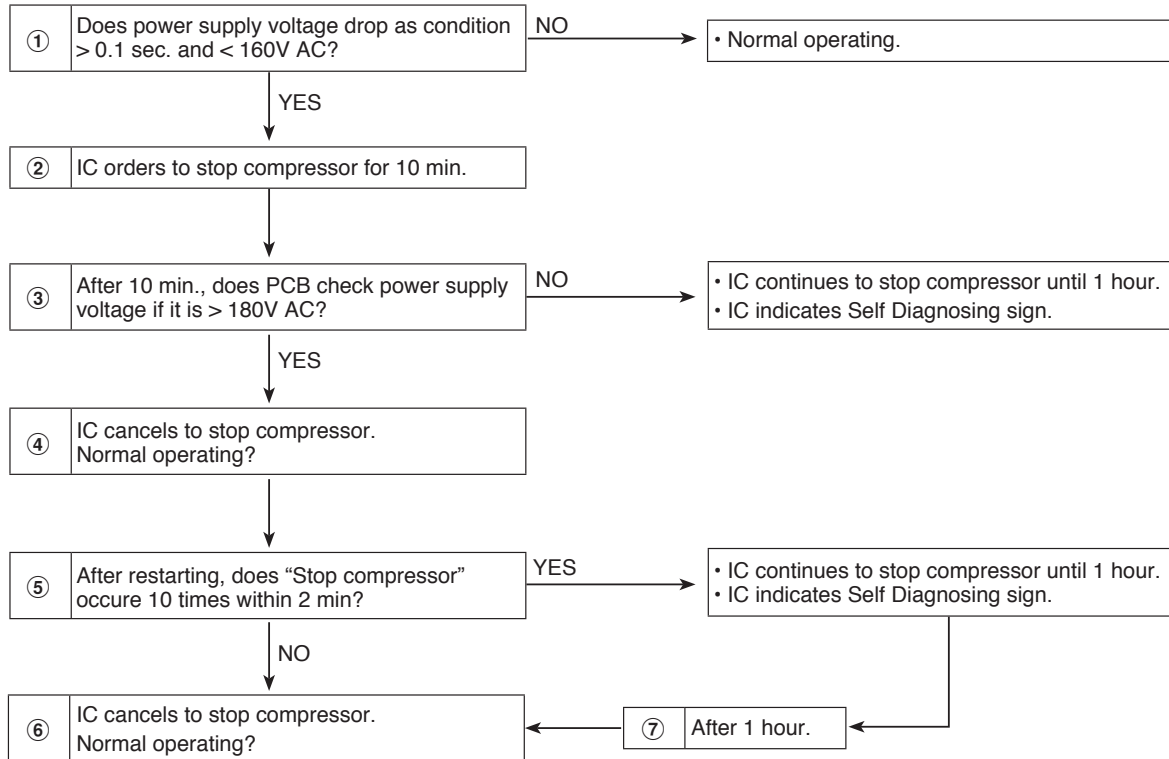 ① Does power supply voltage drop as condition
> 0.1 sec. and < 160V AC?
NO
• Normal operating.
YES
② IC orders to stop compressor for 10 min.
③ After 10 min., does PCB check power supply
voltage if it is > 180V AC?
NO
• IC continues to stop compressor until 1 hour.
• IC indicates Self Diagnosing sign.
YES
④ IC cancels to stop compressor.
Normal operating?
⑤ After restarting, does “Stop compressor”
occure 10 times within 2 min?
YES
• IC continues to stop compressor until 1 hour.
• IC indicates Self Diagnosing sign.
NO
⑥ IC cancels to stop compressor.
Normal operating?
⑦ After 1 hour.